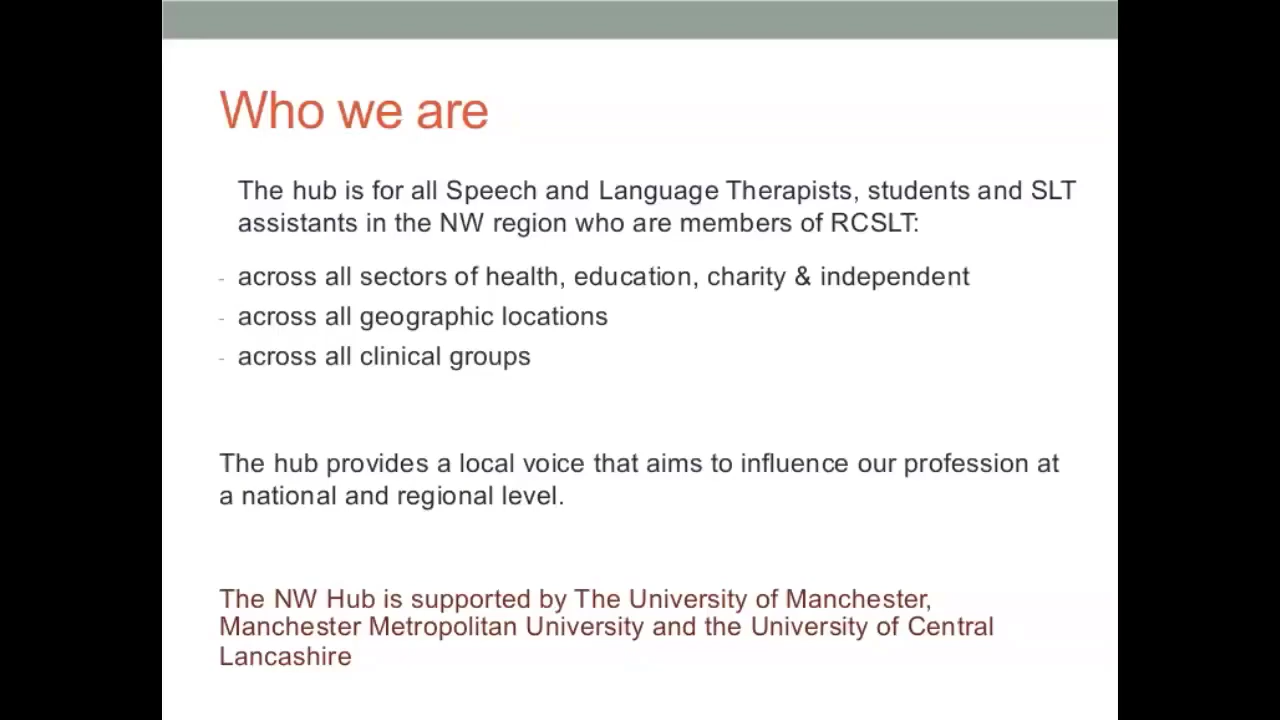 Who we are
The hub is for all Speech and Language Therapists, students and SLT
assistants in the NW region who are members of RCSLT:
- across all sectors of health, education, charity & independent
- across all geographic locations
- across all clinical groups
The hub provides a local voice that aims to influence our profession at
a national and regional level.
The NW Hub is supported by The University of Manchester,
Manchester Metropolitan University and the University of Central
Lancashire